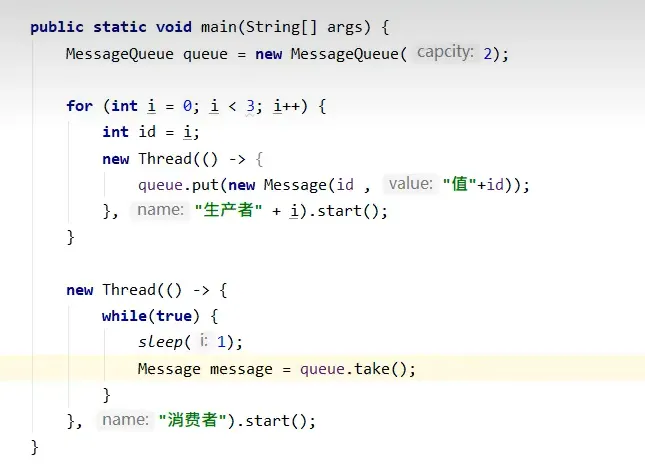 public static void main(String[] args) {
MessageQueue queue = new MessageQueue( capcity: 2);
for (int i = 0; i < 3; i++) {
int id = i;
new Thread(() -> {
queue.put(new Message(id , value: "值"+id));
}, name: "生产者" + i).start();
}
new Thread(() -> {
while(true) {
sleep( i: 1);
Message message = queue.take();
}
}, name: "消费者").start();
}